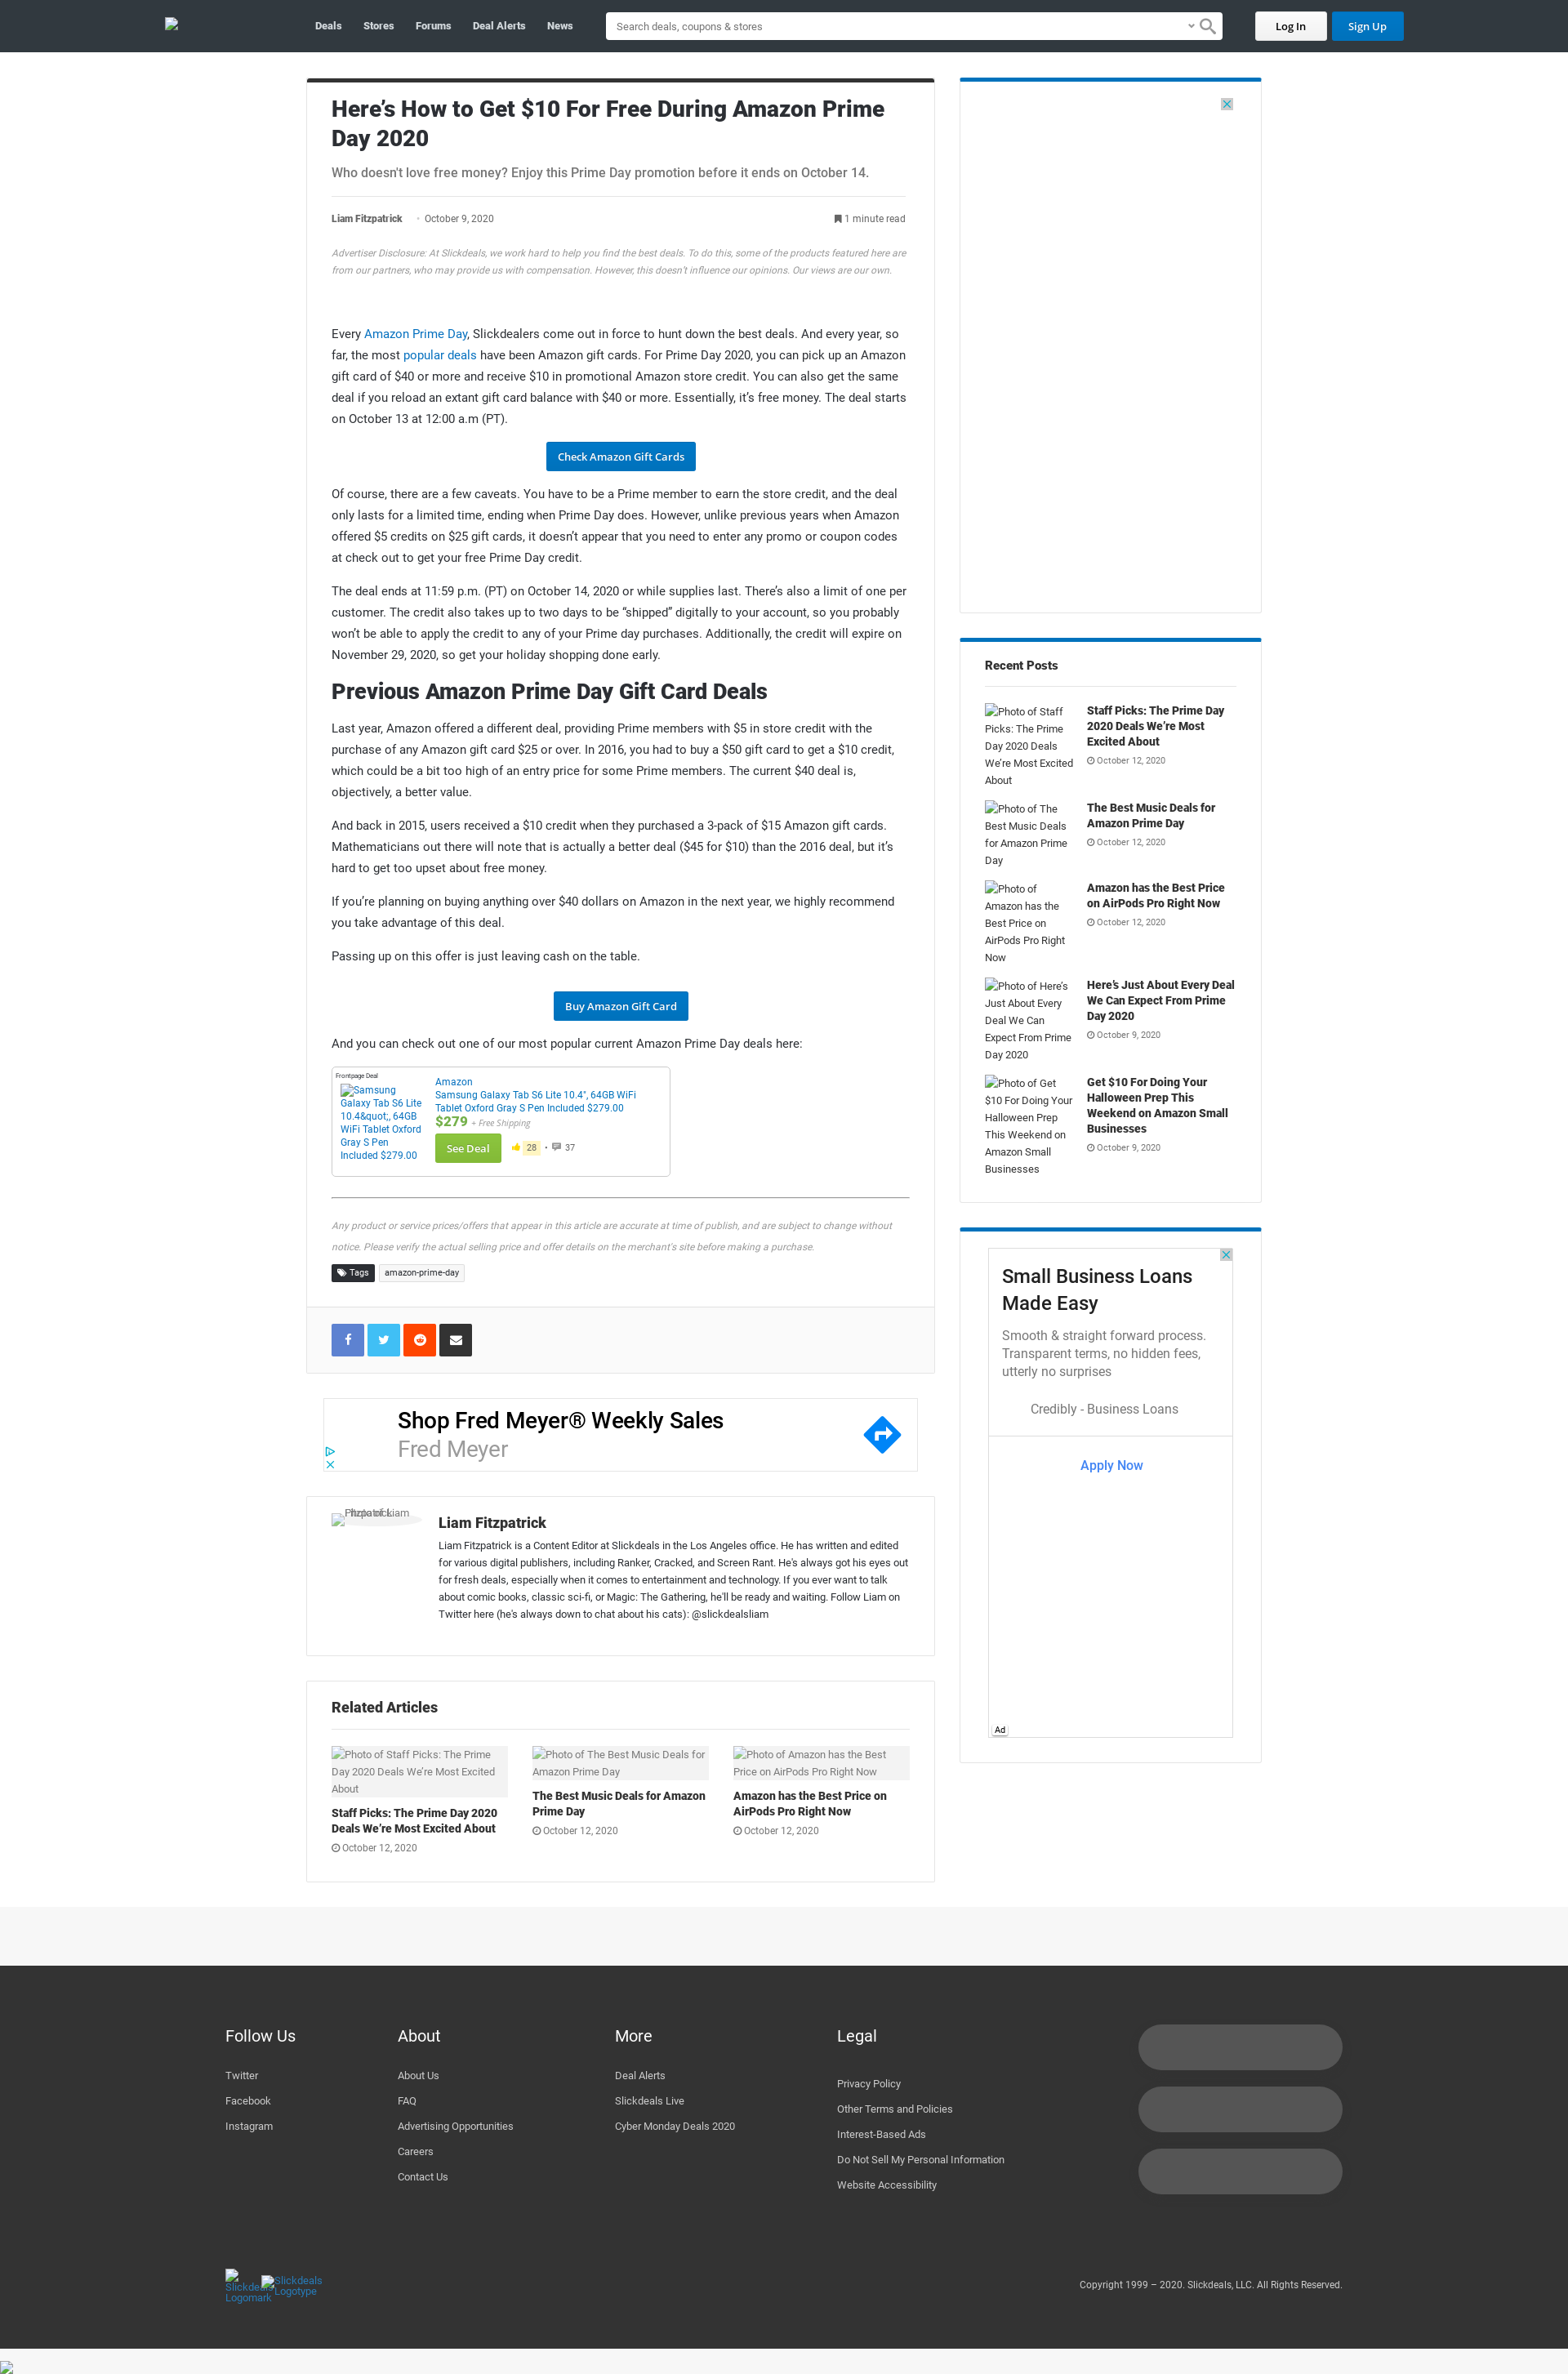 Deals Stores Forums Deal Alerts News
Search deals, coupons & stores
Log In Sign Up
Here’s How to Get $10 For Free During Amazon Prime
Day 2020
Who doesn't love free money? Enjoy this Prime Day promotion before it ends on October 14.
Liam Fitzpatrick • October 9, 2020 1 minute read
Advertiser Disclosure: At Slickdeals, we work hard to help you find the best deals. To do this, some of the products featured here are
from our partners, who may provide us with compensation. However, this doesn’t influence our opinions. Our views are our own.
Every Amazon Prime Day, Slickdealers come out in force to hunt down the best deals. And every year, so
far, the most popular deals have been Amazon gift cards. For Prime Day 2020, you can pick up an Amazon
gift card of $40 or more and receive $10 in promotional Amazon store credit. You can also get the same
deal if you reload an extant gift card balance with $40 or more. Essentially, it’s free money. The deal starts
on October 13 at 12:00 a.m (PT).
Check Amazon Gift Cards
Of course, there are a few caveats. You have to be a Prime member to earn the store credit, and the deal
only lasts for a limited time, ending when Prime Day does. However, unlike previous years when Amazon
offered $5 credits on $25 gift cards, it doesn’t appear that you need to enter any promo or coupon codes
at check out to get your free Prime Day credit.
The deal ends at 11:59 p.m. (PT) on October 14, 2020 or while supplies last. There’s also a limit of one per
customer. The credit also takes up to two days to be “shipped” digitally to your account, so you probably
won’t be able to apply the credit to any of your Prime day purchases. Additionally, the credit will expire on
November 29, 2020, so get your holiday shopping done early.
Previous Amazon Prime Day Gift Card Deals
Last year, Amazon offered a different deal, providing Prime members with $5 in store credit with the
purchase of any Amazon gift card $25 or over. In 2016, you had to buy a $50 gift card to get a $10 credit,
which could be a bit too high of an entry price for some Prime members. The current $40 deal is,
objectively, a better value.
And back in 2015, users received a $10 credit when they purchased a 3-pack of $15 Amazon gift cards.
Mathematicians out there will note that is actually a better deal ($45 for $10) than the 2016 deal, but it’s
hard to get too upset about free money.
If you’re planning on buying anything over $40 dollars on Amazon in the next year, we highly recommend
you take advantage of this deal.
Passing up on this offer is just leaving cash on the table.
Buy Amazon Gift Card
And you can check out one of our most popular current Amazon Prime Day deals here:
Frontpage Deal
Samsung
Galaxy Tab S6 Lite
10.4&quot;, 64GB
WiFi Tablet Oxford
Gray S Pen
Included $279.00
Amazon
Samsung Galaxy Tab S6 Lite 10.4", 64GB WiFi
Tablet Oxford Gray S Pen Included $279.00
$279 + Free Shipping
See Deal 28 • 37
Any product or service prices/offers that appear in this article are accurate at time of publish, and are subject to change without
notice. Please verify the actual selling price and offer details on the merchant's site before making a purchase.
Tags amazon-prime-day
Shop Fred Meyer® Weekly Sales
Fred Meyer
Photo of Liam
Fitzpatrick
Liam Fitzpatrick
Liam Fitzpatrick is a Content Editor at Slickdeals in the Los Angeles office. He has written and edited
for various digital publishers, including Ranker, Cracked, and Screen Rant. He's always got his eyes out
for fresh deals, especially when it comes to entertainment and technology. If you ever want to talk
about comic books, classic sci-fi, or Magic: The Gathering, he'll be ready and waiting. Follow Liam on
Twitter here (he's always down to chat about his cats): @slickdealsliam
Related Articles
Photo of Staff Picks: The Prime
Day 2020 Deals We’re Most Excited
About
Staff Picks: The Prime Day 2020
Deals We’re Most Excited About
October 12, 2020
Photo of The Best Music Deals for
Amazon Prime Day
The Best Music Deals for Amazon
Prime Day
October 12, 2020
Photo of Amazon has the Best
Price on AirPods Pro Right Now
Amazon has the Best Price on
AirPods Pro Right Now
October 12, 2020
Recent Posts
Photo of Staff
Picks: The Prime
Day 2020 Deals
We’re Most Excited
About
Staff Picks: The Prime Day
2020 Deals We’re Most
Excited About
October 12, 2020
Photo of The
Best Music Deals
for Amazon Prime
Day
The Best Music Deals for
Amazon Prime Day
October 12, 2020
Photo of
Amazon has the
Best Price on
AirPods Pro Right
Now
Amazon has the Best Price
on AirPods Pro Right Now
October 12, 2020
Photo of Here’s
Just About Every
Deal We Can
Expect From Prime
Day 2020
Here’s Just About Every Deal
We Can Expect From Prime
Day 2020
October 9, 2020
Photo of Get
$10 For Doing Your
Halloween Prep
This Weekend on
Amazon Small
Businesses
Get $10 For Doing Your
Halloween Prep This
Weekend on Amazon Small
Businesses
October 9, 2020
Small Business Loans
Made Easy
Smooth & straight forward process.
Transparent terms, no hidden fees,
utterly no surprises
Credibly - Business Loans
Apply Now
Ad
Follow Us
Twitter
Facebook
Instagram
About
About Us
FAQ
Advertising Opportunities
Careers
Contact Us
More
Deal Alerts
Slickdeals Live
Cyber Monday Deals 2020
Legal
Privacy Policy
Other Terms and Policies
Interest-Based Ads
Do Not Sell My Personal Information
Website Accessibility
Slickdeals
Logomark
Slickdeals
Logotype
Copyright 1999 – 2020. Slickdeals, LLC. All Rights Reserved.